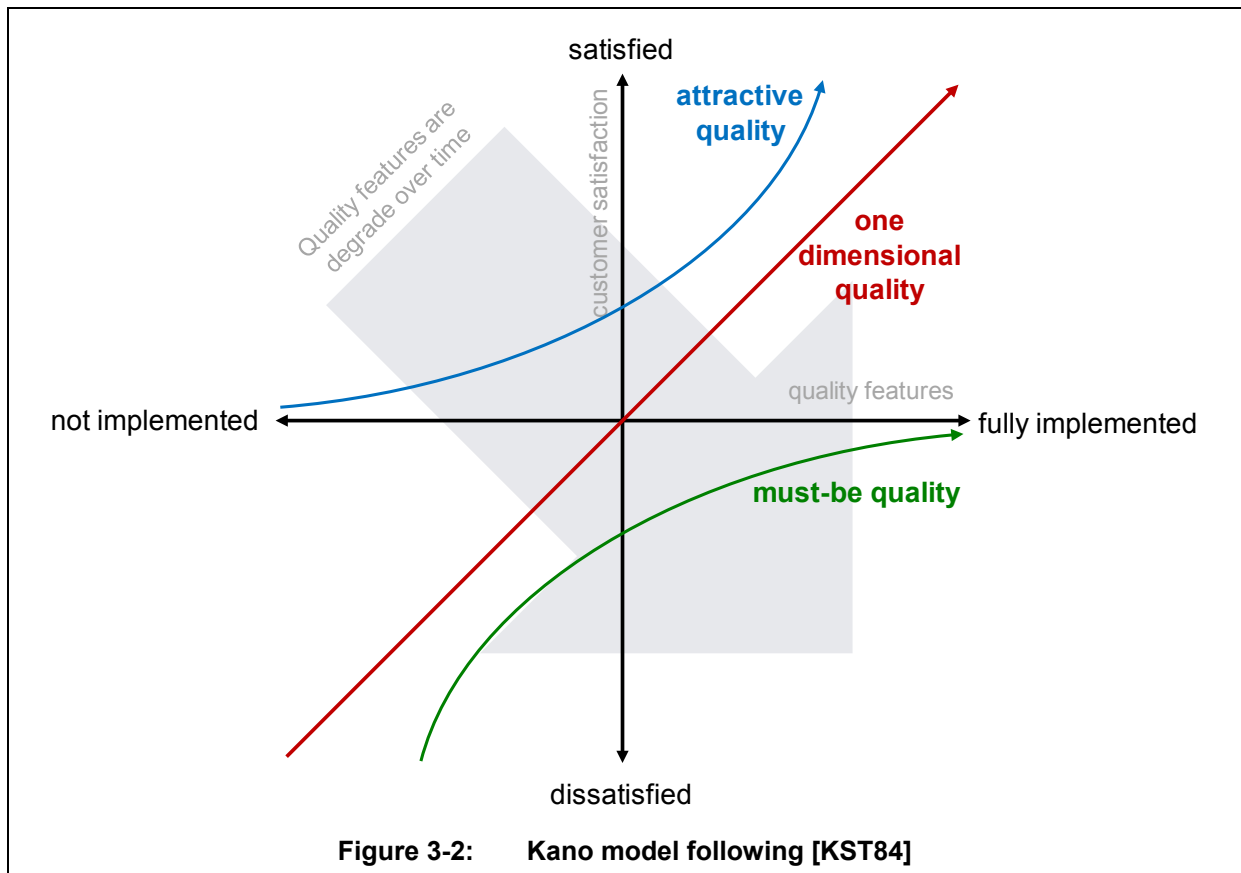 satisfied
Quality features are
degrade over time
customer satisfaction
attractive
quality
one
dimensional
quality
quality features
not implemented
fully implemented
must-be quality
dissatisfied
Figure 3-2: Kano model following [KST84]